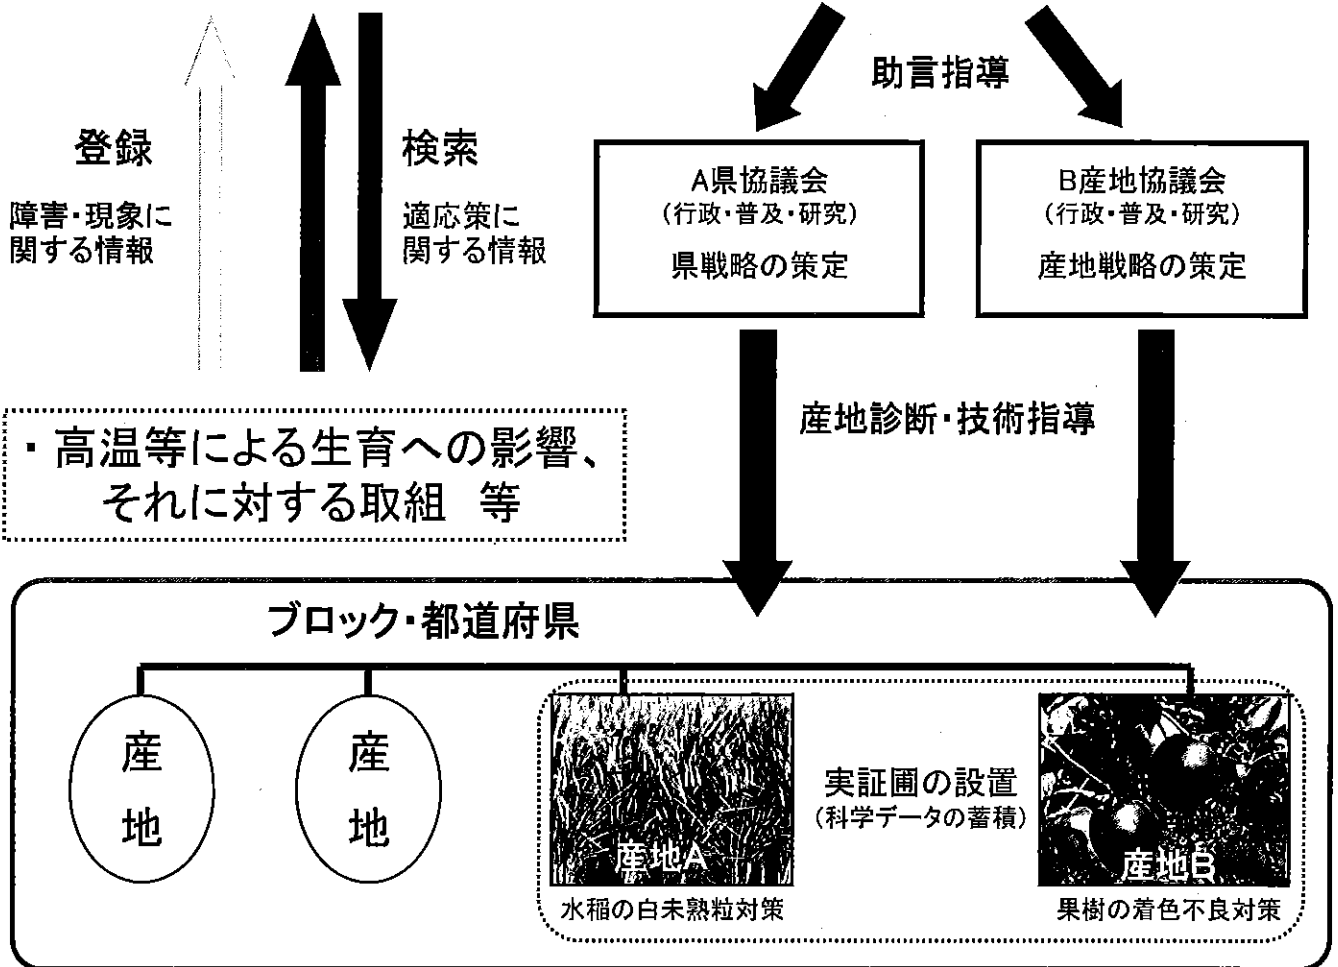 助言指導
登録
検索
障害・現象に
関する情報
適応策に
関する情報
A県協議会
(行政・普及・研究)
県戦略の策定
B産地協議会
(行政・普及・研究)
産地戦略の策定
産地診断・技術指導
・高温等による生育への影響、
それに対する取組　等
ブロック・都道府県
産
地
産
地
産地A
水稲の白未熟粒対策
実証圃の設置
(科学データの蓄積)
産地B
果樹の着色不良対策